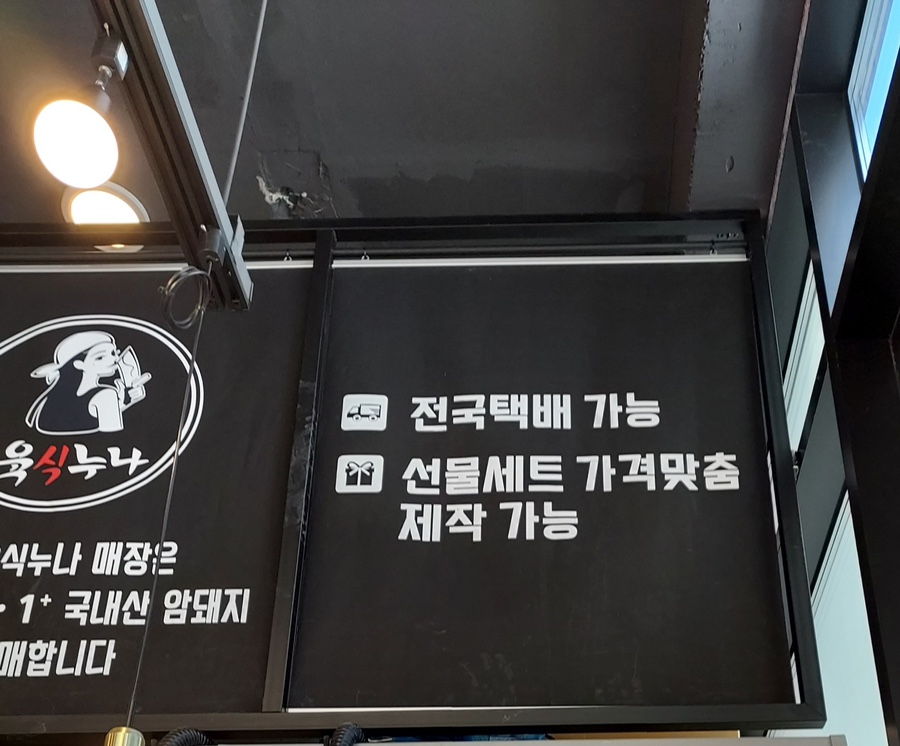 육식누나
식누나 매장은
1⁺ 국내산 암돼지
매합니다
전국택배 가능
선물세트 가격맞춤
제작 가능